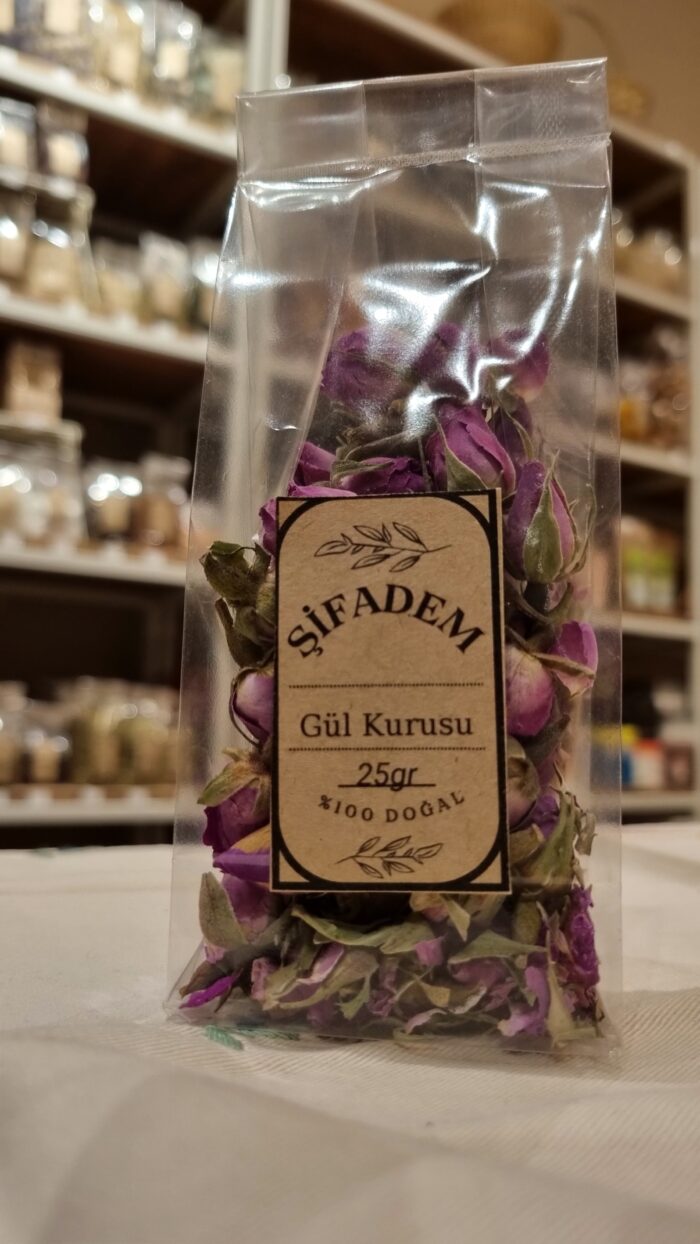 ŞİFADEM
Gül Kurusu
25gr
%100 DOĞAL